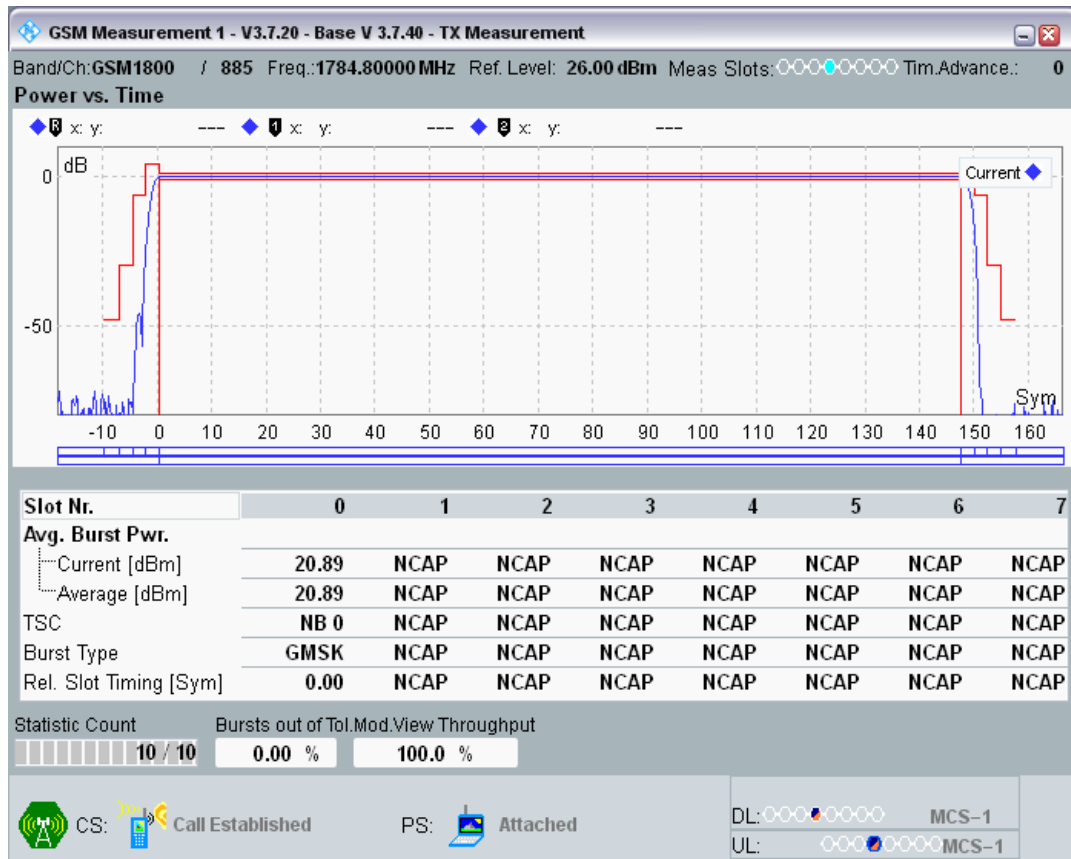 GSM Measurement 1 - V3.7.20 - Base V 3.7.40 - TX Measurement
Band/Ch:GSM1800 / 885 Freq.:1784.80000 MHz Ref. Level: 26.00 dBm Meas Slots: Tim.Advance.: 0
Power vs. Time
R x: y: --- 1 x: y: --- 2 x: y: ---
dB
Current
0
-50
Sym
-10 0 10 20 30 40 50 60 70 80 90 100 110 120 130 140 150 160
Slot Nr. 0 1 2 3 4 5 6 7
Avg. Burst Pwr.
Current [dBm] 20.89 NCAP NCAP NCAP NCAP NCAP NCAP NCAP
Average [dBm] 20.89 NCAP NCAP NCAP NCAP NCAP NCAP NCAP
TSC NB 0 NCAP NCAP NCAP NCAP NCAP NCAP NCAP
Burst Type GMSK NCAP NCAP NCAP NCAP NCAP NCAP NCAP
Rel. Slot Timing [Sym] 0.00 NCAP NCAP NCAP NCAP NCAP NCAP NCAP
Statistic Count Bursts out of Tol.Mod.View Throughput
10 / 10 0.00 % 100.0 %
CS: Call Established PS: Attached
DL: MCS-1
UL: MCS-1